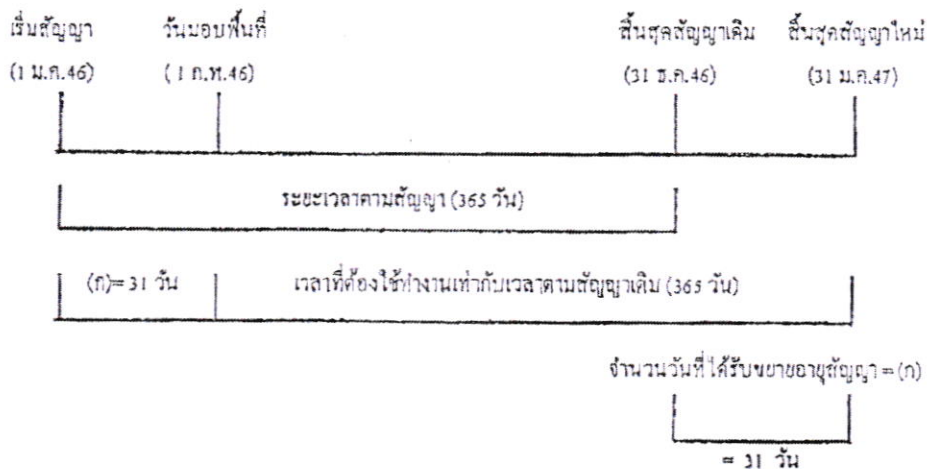 เริ่มสัญญา วันมอบพื้นที่ สิ้นสุดสัญญาเดิม สิ้นสุดสัญญาใหม่
(1 ม.ค.46) (1 ก.พ.46) (31 ธ.ค.46) (31 ม.ค.47)
ระยะเวลาตามสัญญา (365 วัน)
(ก)= 31 วัน เวลาที่ต้องใช้ทำงานเท่ากับเวลาตามสัญญาเดิม (365 วัน)
จำนวนวันที่ได้รับขยายอายุสัญญา = (ก)
= 31 วัน